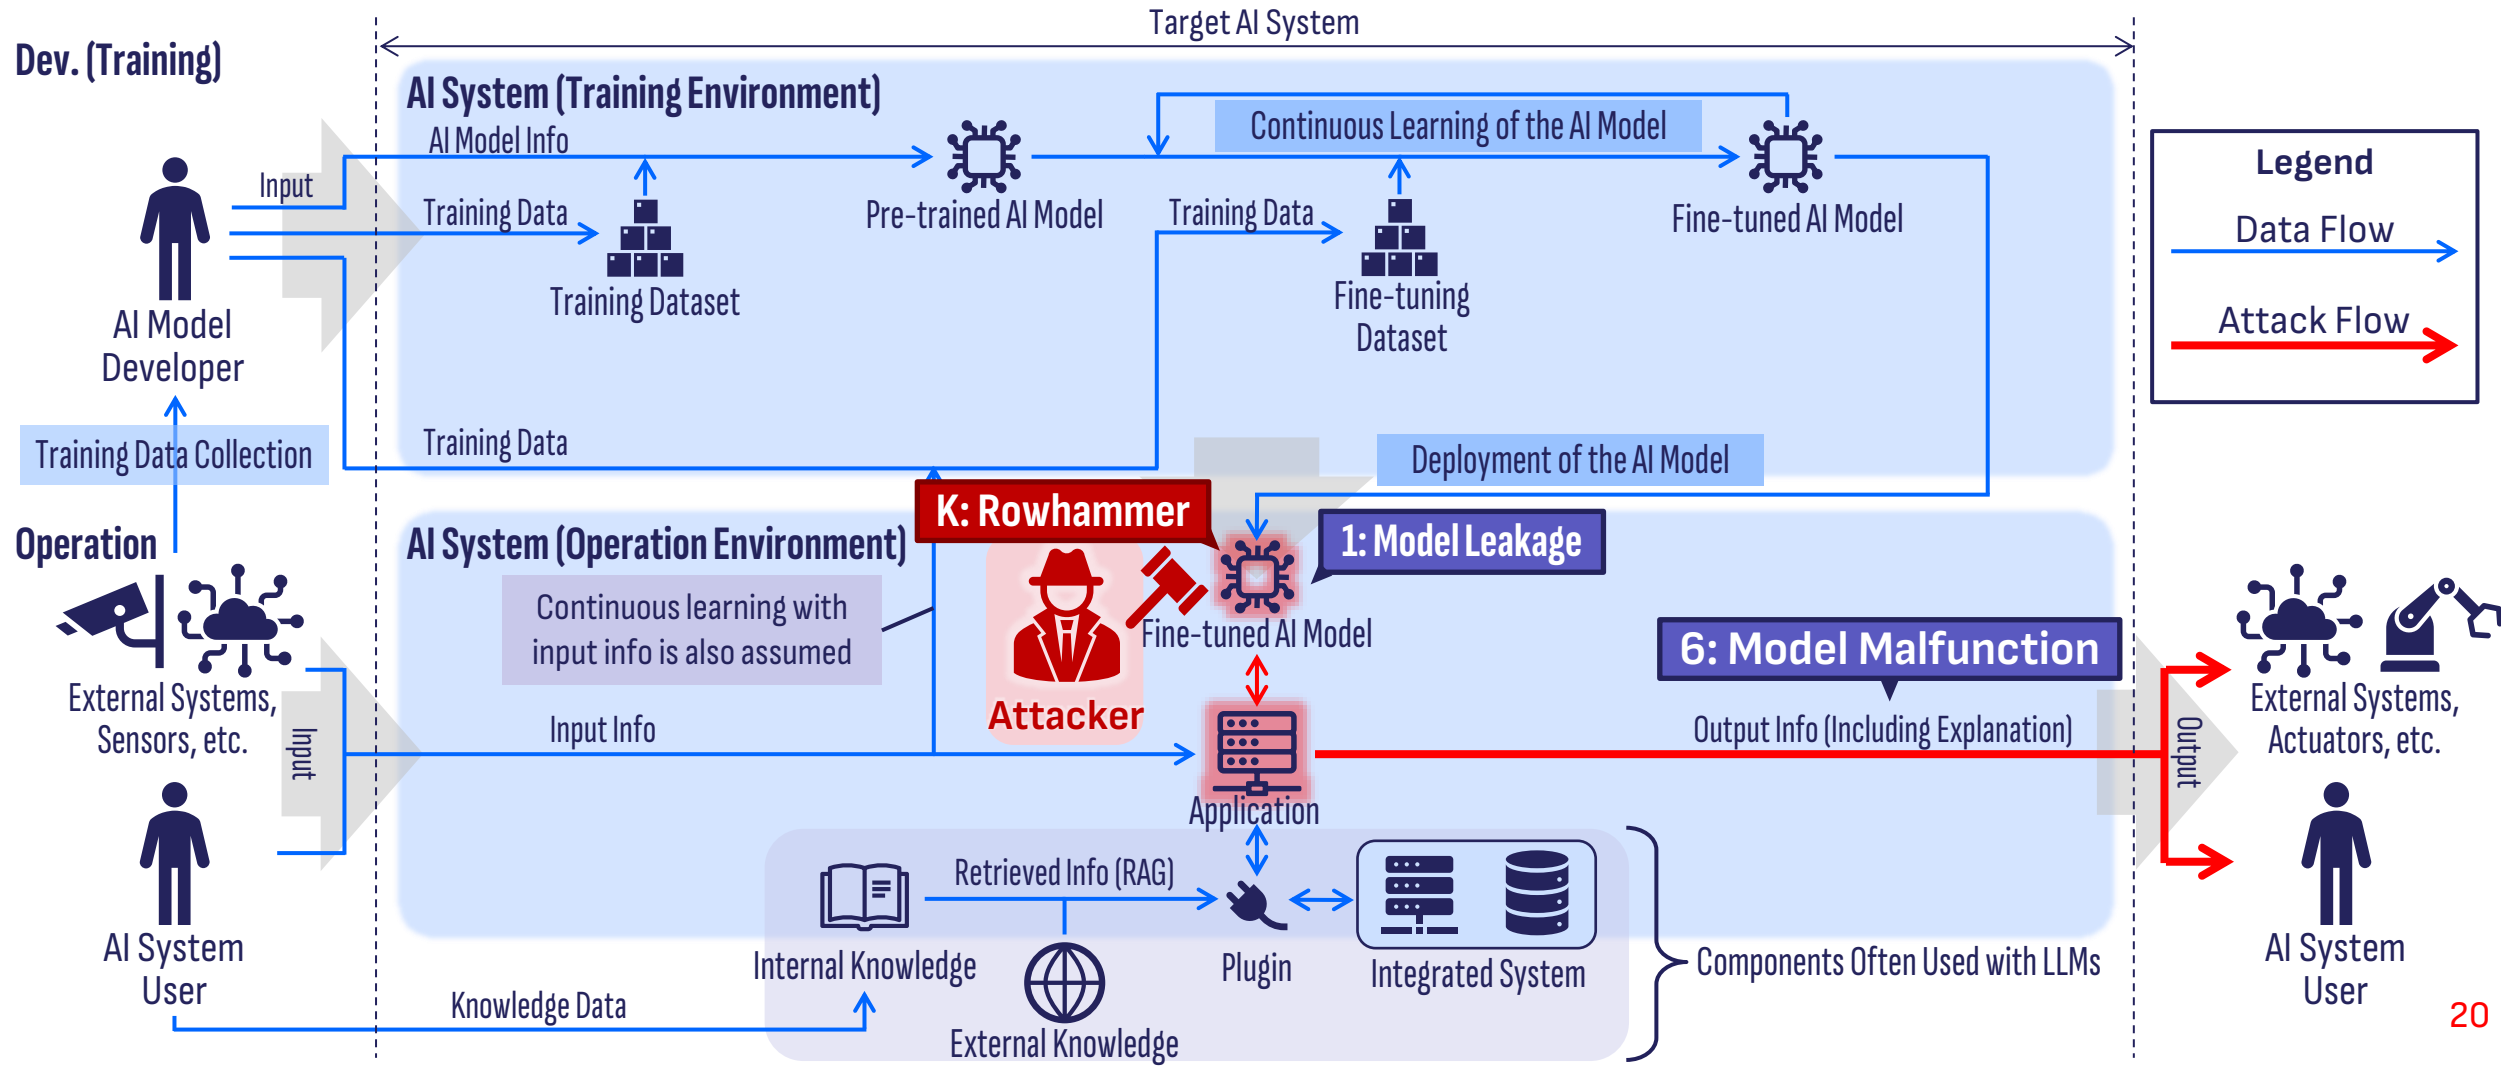 Target AI System
Dev. (Training)
AI System (Training Environment)
AI Model Info
Continuous Learning of the AI Model
Input
Training Data
Pre-trained AI Model
Training Data
Fine-tuned AI Model
Training Dataset
Fine-tuning
Dataset
AI Model
Developer
Legend
Data Flow
Attack Flow
Training Data Collection
Training Data
Deployment of the AI Model
Operation
AI System (Operation Environment)
K: Rowhammer
1: Model Leakage
Continuous learning with
input info is also assumed
Attacker
Fine-tuned AI Model
6: Model Malfunction
External Systems,
Sensors, etc.
Input
Input Info
Application
Output Info (Including Explanation)
Output
External Systems,
Actuators, etc.
AI System
User
Retrieved Info (RAG)
Internal Knowledge
External Knowledge
Plugin
Integrated System
Components Often Used with LLMs
Knowledge Data
AI System
User
20